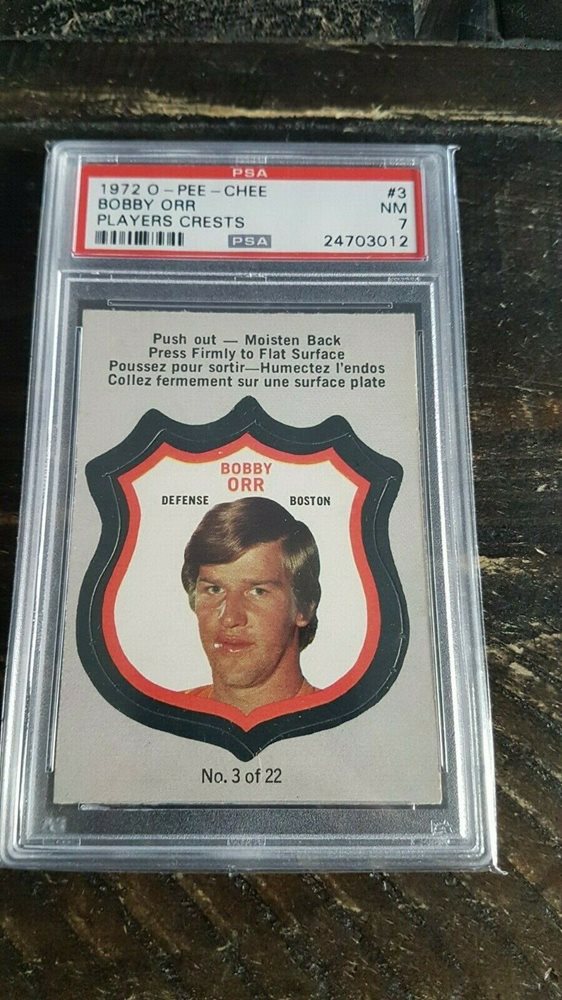 PSA
1972 O-PEE-CHEE #3
BOBBY ORR NM
PLAYERS CRESTS 7
PSA 24703012
Push out — Moisten Back
Press Firmly to Flat Surface
Poussez pour sortir—Humectez l'endos
Collez fermement sur une surface plate
BOBBY
ORR
DEFENSE BOSTON
No. 3 of 22